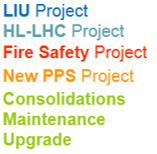 LIU Project
HL-LHC Project
Fire Safety Project
New PPS Project
Consolidations
Maintenance
Upgrade